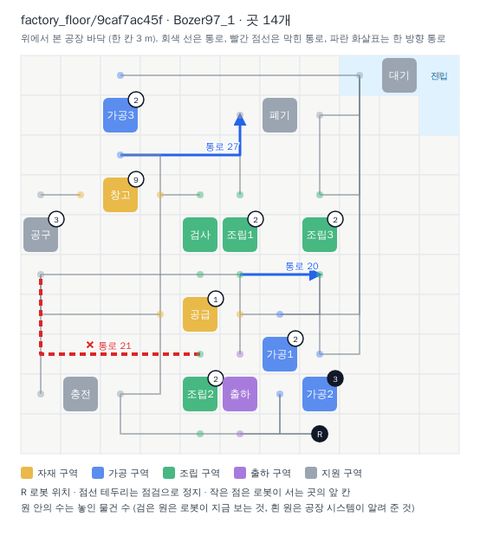 factory_floor/9caf7ac45f · Bozer97_1 · 곳 14개
위에서 본 공장 바닥 (한 칸 3 m). 회색 선은 통로, 빨간 점선은 막힌 통로, 파란 화살표는 한 방향 통로
대기
진입
2
가공3
폐기
통로 27
9
창고
3
2
2
공구
검사
조립1
조립3
통로 20
1
공급
✖ 통로 21
2
가공1
2
3
충전
조립2
출하
가공2
R
자재 구역
가공 구역
조립 구역
출하 구역
지원 구역
R 로봇 위치 · 점선 테두리는 점검으로 정지 · 작은 점은 로봇이 서는 곳의 앞 칸
원 안의 수는 놓인 물건 수 (검은 원은 로봇이 지금 보는 것, 흰 원은 공장 시스템이 알려 준 것)